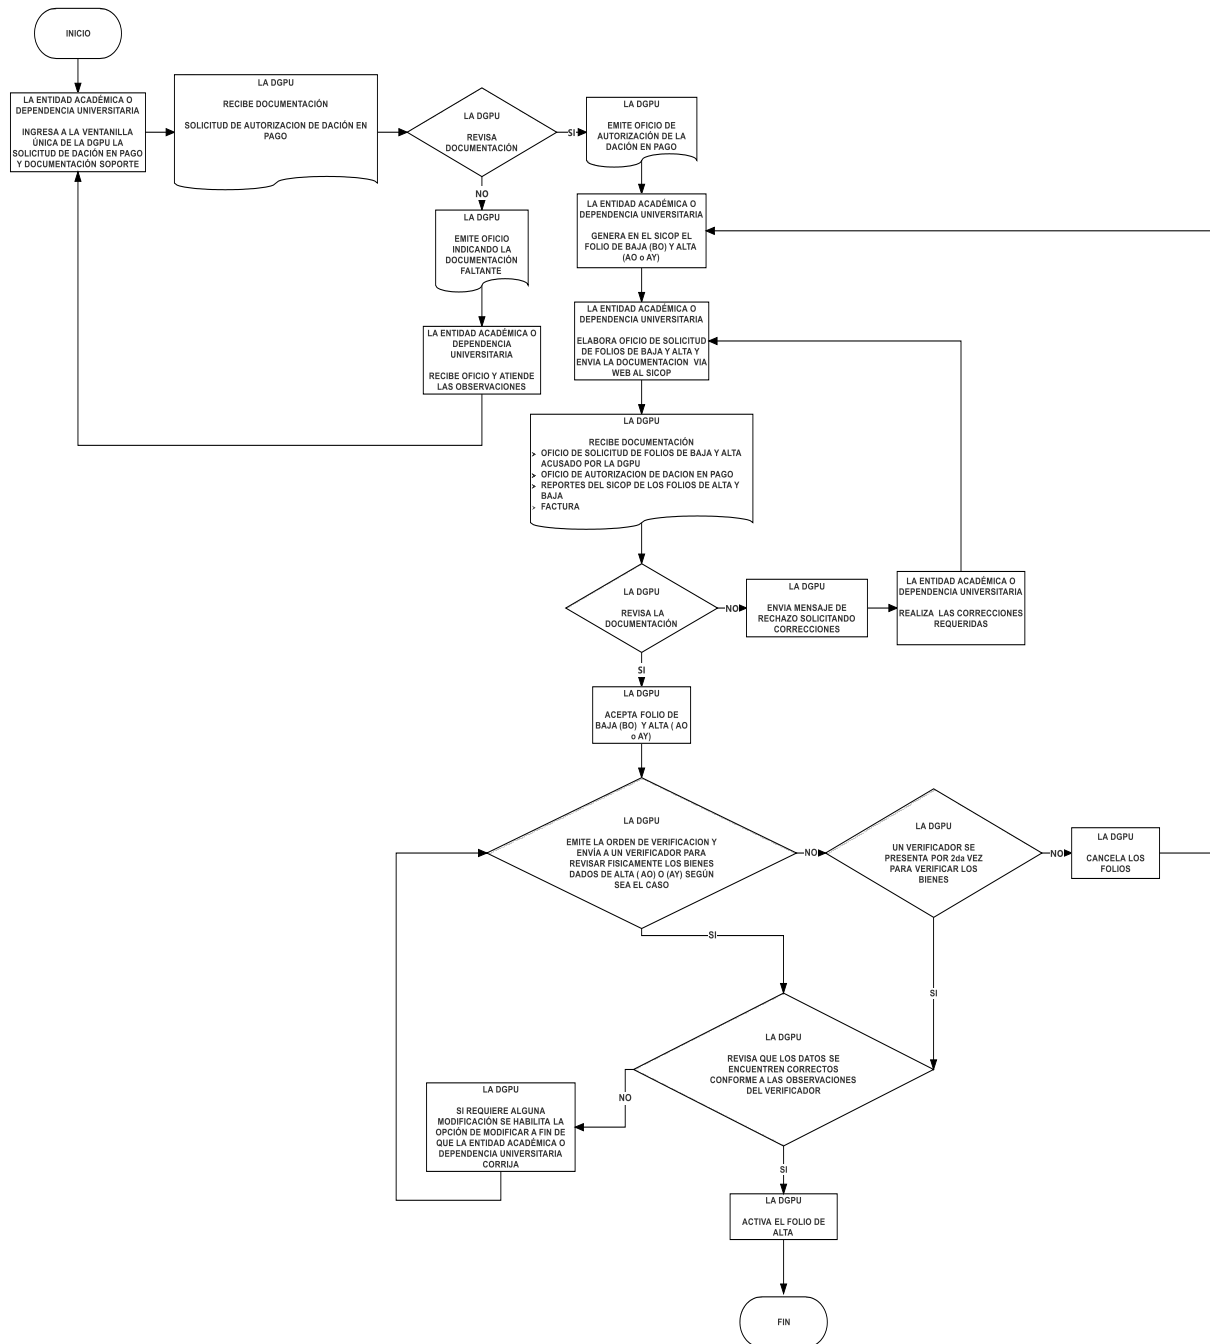 INICIO
LA ENTIDAD ACADÉMICA O
DEPENDENCIA UNIVERSITARIA
INGRESA A LA VENTANILLA
ÚNICA DE LA DGPU LA
SOLICITUD DE DACIÓN EN PAGO
Y DOCUMENTACIÓN SOPORTE
LA DGPU
RECIBE DOCUMENTACIÓN
SOLICITUD DE AUTORIZACION DE DACIÓN EN
PAGO
LA DGPU
REVISA
DOCUMENTACIÓN
SI
LA DGPU
EMITE OFICIO DE
AUTORIZACIÓN DE LA
DACIÓN EN PAGO
NO
LA DGPU
EMITE OFICIO
INDICANDO LA
DOCUMENTACIÓN
FALTANTE
LA ENTIDAD ACADÉMICA O
DEPENDENCIA UNIVERSITARIA
GENERA EN EL SICOP EL
FOLIO DE BAJA (BO) Y ALTA
(AO o AY)
LA ENTIDAD ACADÉMICA O
DEPENDENCIA
UNIVERSITARIA
RECIBE OFICIO Y ATIENDE
LAS OBSERVACIONES
LA ENTIDAD ACADÉMICA O
DEPENDENCIA UNIVERSITARIA
ELABORA OFICIO DE SOLICITUD
DE FOLIOS DE BAJA Y ALTA Y
ENVIA LA DOCUMENTACION VIA
WEB AL SICOP
LA DGPU
RECIBE DOCUMENTACIÓN
➢ OFICIO DE SOLICITUD DE FOLIOS DE BAJA Y ALTA
ACUSADO POR LA DGPU
➢ OFICIO DE AUTORIZACION DE DACION EN PAGO
➢ REPORTES DEL SICOP DE LOS FOLIOS DE ALTA Y
BAJA
➢ FACTURA
LA DGPU
REVISA LA
DOCUMENTACIÓN
NO
LA DGPU
ENVIA MENSAJE DE
RECHAZO SOLICITANDO
CORRECCIONES
LA ENTIDAD ACADÉMICA O
DEPENDENCIA UNIVERSITARIA
REALIZA LAS CORRECCIONES
REQUERIDAS
SI
LA DGPU
ACEPTA FOLIO DE
BAJA (BO) Y ALTA ( AO
o AY)
LA DGPU
EMITE LA ORDEN DE VERIFICACION Y
ENVÍA A UN VERIFICADOR PARA
REVISAR FISICAMENTE LOS BIENES
DADOS DE ALTA ( AO) O (AY) SEGÚN
SEA EL CASO
NO
LA DGPU
UN VERIFICADOR SE
PRESENTA POR 2da VEZ
PARA VERIFICAR LOS
BIENES
NO
LA DGPU
CANCELA LOS
FOLIOS
SI
SI
LA DGPU
REVISA QUE LOS DATOS SE
ENCUENTREN CORRECTOS
CONFORME A LAS OBSERVACIONES
DEL VERIFICADOR
NO
LA DGPU
SI REQUIERE ALGUNA
MODIFICACIÓN SE HABILITA LA
OPCIÓN DE MODIFICAR A FIN DE
QUE LA ENTIDAD ACADÉMICA O
DEPENDENCIA UNIVERSITARIA
CORRIJA
SI
LA DGPU
ACTIVA EL FOLIO DE
ALTA
FIN